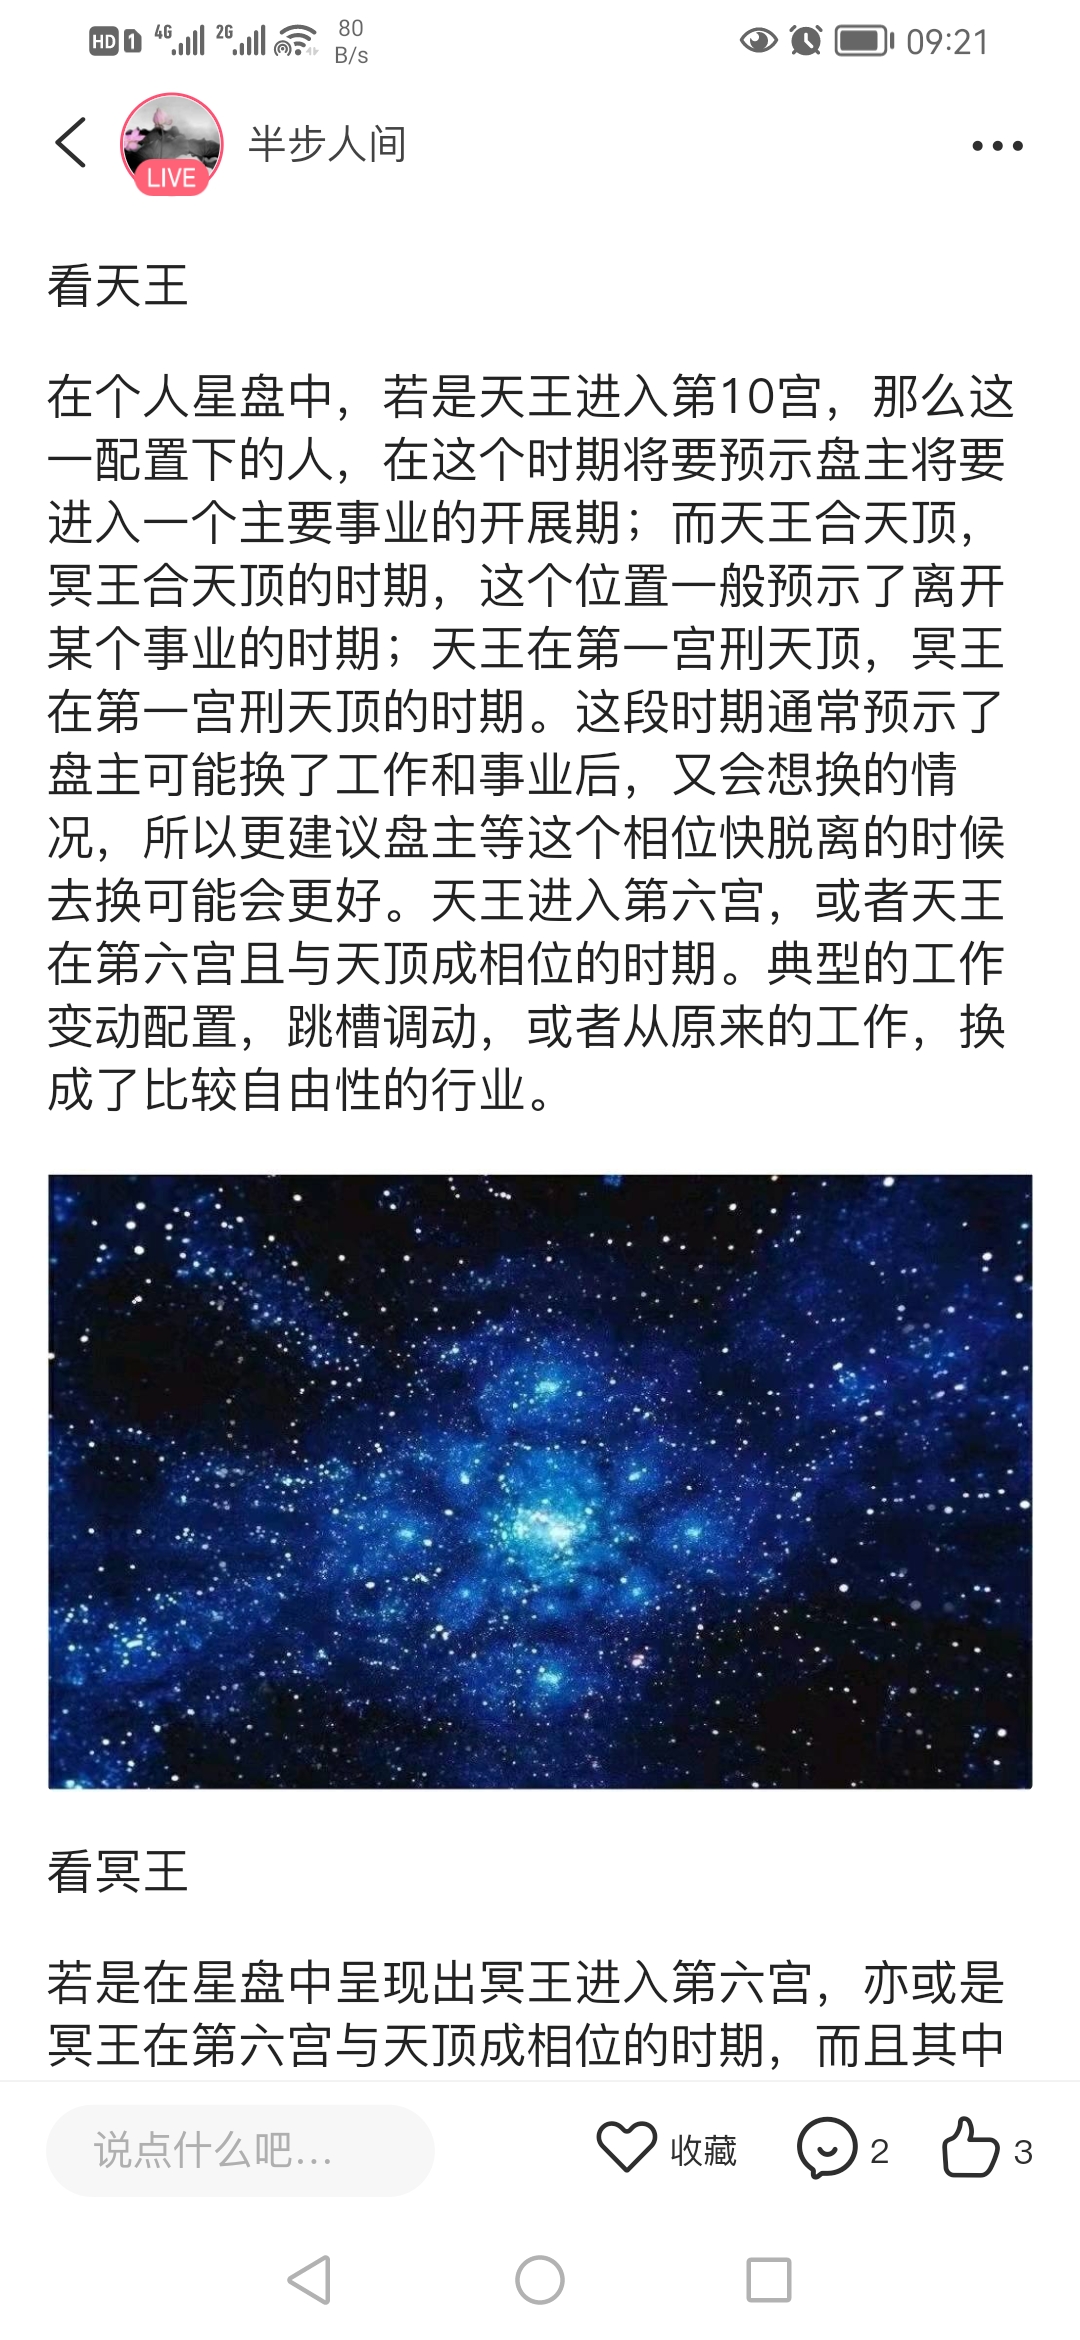 HD 1 4G 2G 80 B/s 09:21
LIVE 半步人间
看天王
在个人星盘中，若是天王进入第10宫，那么这
一配置下的人，在这个时期将要预示盘主将要
进入一个主要事业的开展期；而天王合天顶，
冥王合天顶的时期，这个位置一般预示了离开
某个事业的时期；天王在第一宫刑天顶，冥王
在第一宫刑天顶的时期。这段时期通常预示了
盘主可能换了工作和事业后，又会想换的情
况，所以更建议盘主等这个相位快脱离的时候
去换可能会更好。天王进入第六宫，或者天王
在第六宫且与天顶成相位的时期。典型的工作
变动配置，跳槽调动，或者从原来的工作，换
成了比较自由性的行业。
看冥王
若是在星盘中呈现出冥王进入第六宫，亦或是
冥王在第六宫与天顶成相位的时期，而且其中
说点什么吧... 收藏 2 3